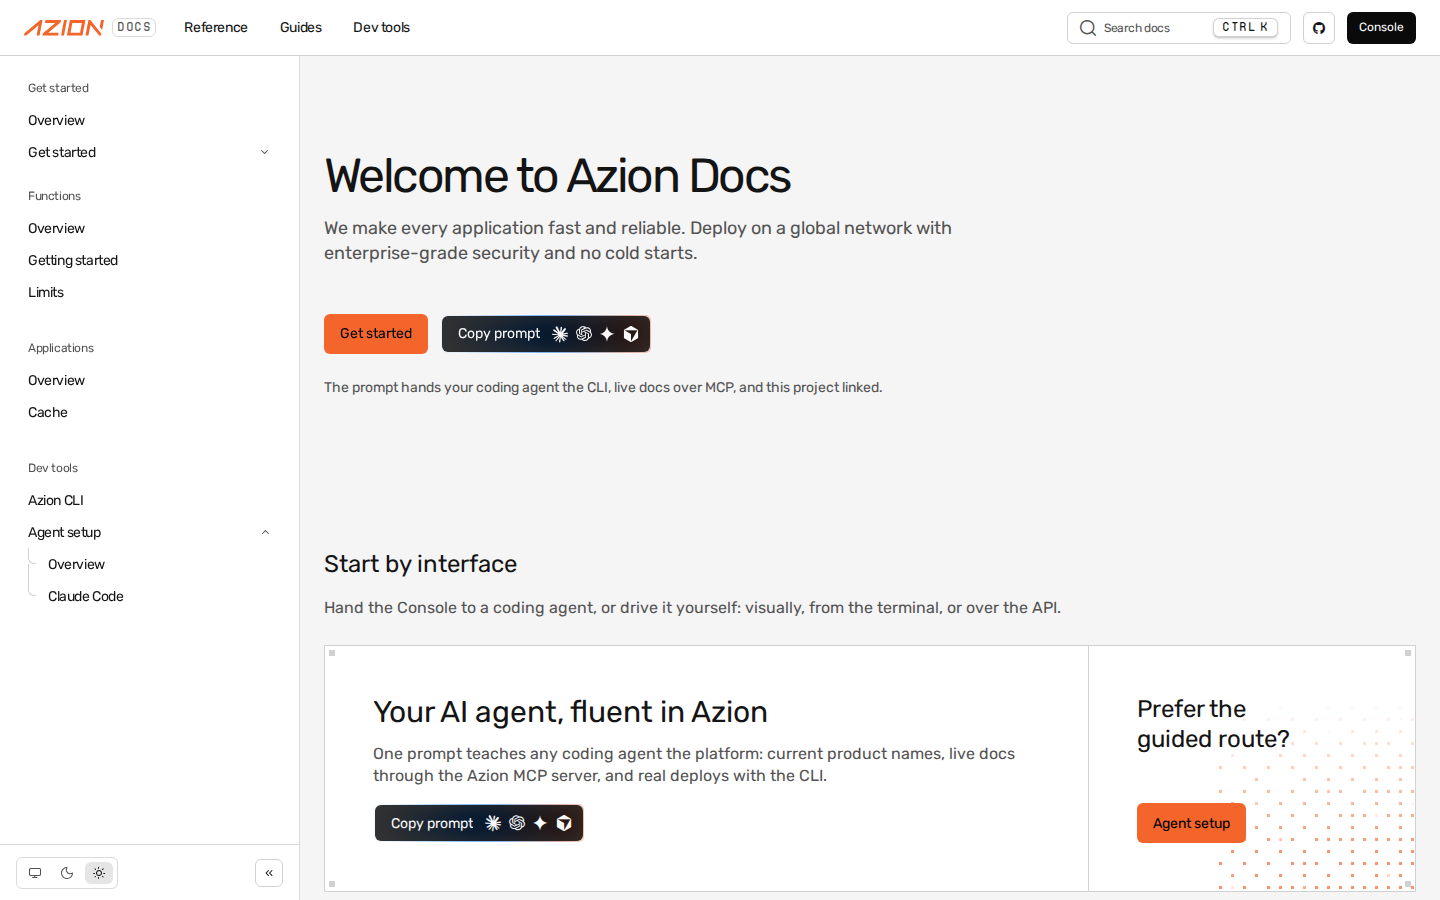 AZION DOCS Reference Guides Dev tools Search docs CTRL K Console
Get started
Overview
Get started
Functions
Overview
Getting started
Limits
Applications
Overview
Cache
Dev tools
Azion CLI
Agent setup
Overview
Claude Code
Welcome to Azion Docs
We make every application fast and reliable. Deploy on a global network with
enterprise-grade security and no cold starts.
Get started Copy prompt
The prompt hands your coding agent the CLI, live docs over MCP, and this project linked.
Start by interface
Hand the Console to a coding agent, or drive it yourself: visually, from the terminal, or over the API.
Your AI agent, fluent in Azion
One prompt teaches any coding agent the platform: current product names, live docs
through the Azion MCP server, and real deploys with the CLI.
Copy prompt
Prefer the
guided route?
Agent setup